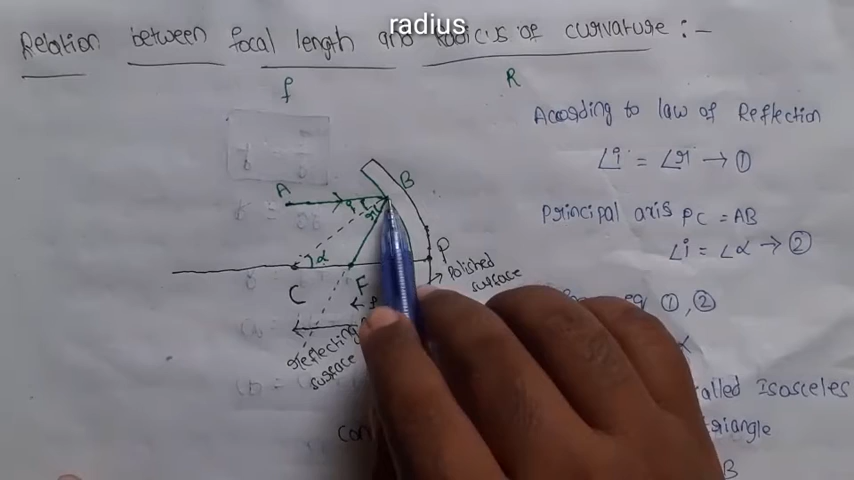 radius
Relation between focal length and Radius of curvature :-
f
R
According to law of Reflection
∠i = ∠r → ①
Principal axis PC = AB
∠i = ∠α → ②
①, ②
called Isosceles
triangle
B
A
B
i
r
α
C
F
P
Polished
surface
reflecting
surface